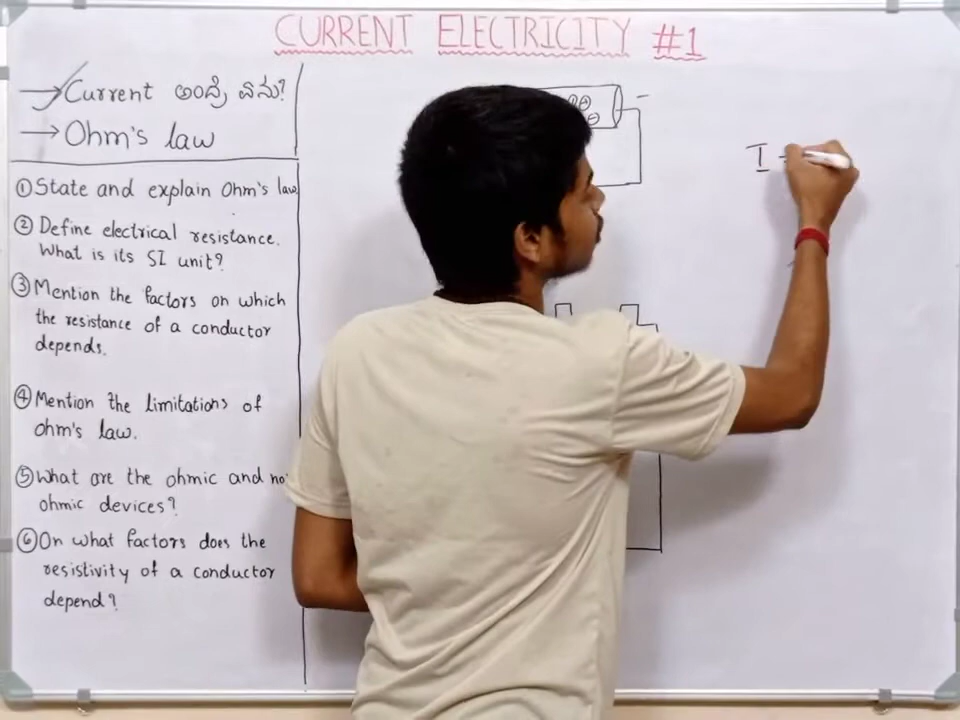 CURRENT ELECTRICITY #1
→ Current ಅಂದ್ರೆ ಏನು?
→ Ohm's law
① State and explain Ohm's law
② Define electrical resistance.
What is its SI unit?
③ Mention the factors on which
the resistance of a conductor
depends.
④ Mention the limitations of
ohm's law.
⑤ What are the ohmic and
ohmic devices?
⑥ On what factors does the
resistivity of a conductor
depend?
I